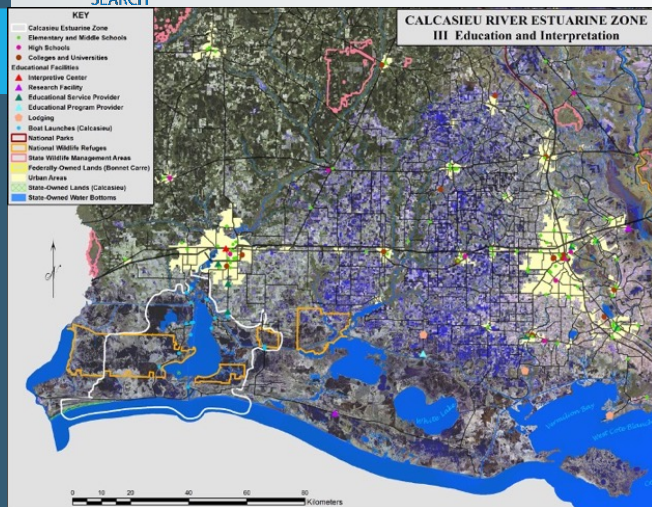 SEARCH
KEY
Calcasieu Estuarine Zone
Elementary and Middle Schools
High Schools
Colleges and Universities
Educational Facilities
Interpretive Center
Research Facility
Educational Service Provider
Educational Program Provider
Lodging
Boat Launches (Calcasieu)
National Parks
National Wildlife Refuges
State Wildlife Management Areas
Federally-Owned Lands (Bonnet Carre)
Urban Areas
State-Owned Lands (Calcasieu)
State-Owned Water Bottoms
CALCASIEU RIVER ESTUARINE ZONE
III Education and Interpretation
N
White Lake
Vermilion Bay
West Cote Blanche
0 10 20 40 60 80
Kilometers